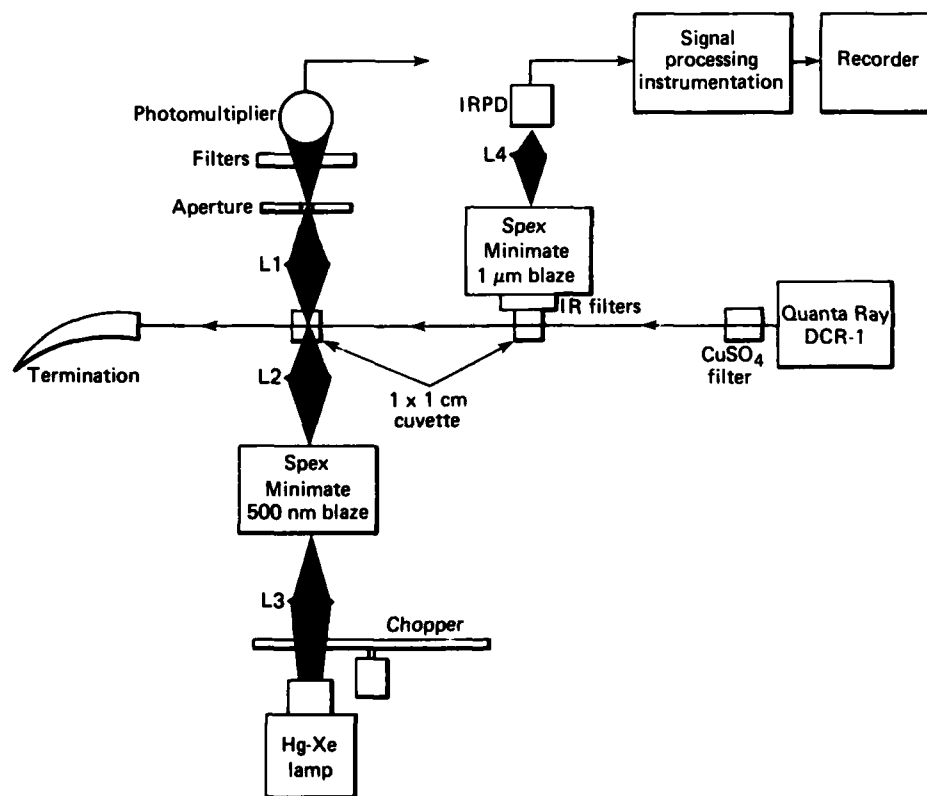 Signal
processing
instrumentation
Recorder
Photomultiplier
IRPD
Filters
L4
Aperture
Spex
Minimate
1 μm blaze
L1
IR filters
Quanta Ray
DCR-1
CuSO₄
filter
Termination
L2
1 x 1 cm
cuvette
Spex
Minimate
500 nm blaze
L3
Chopper
Hg-Xe
lamp